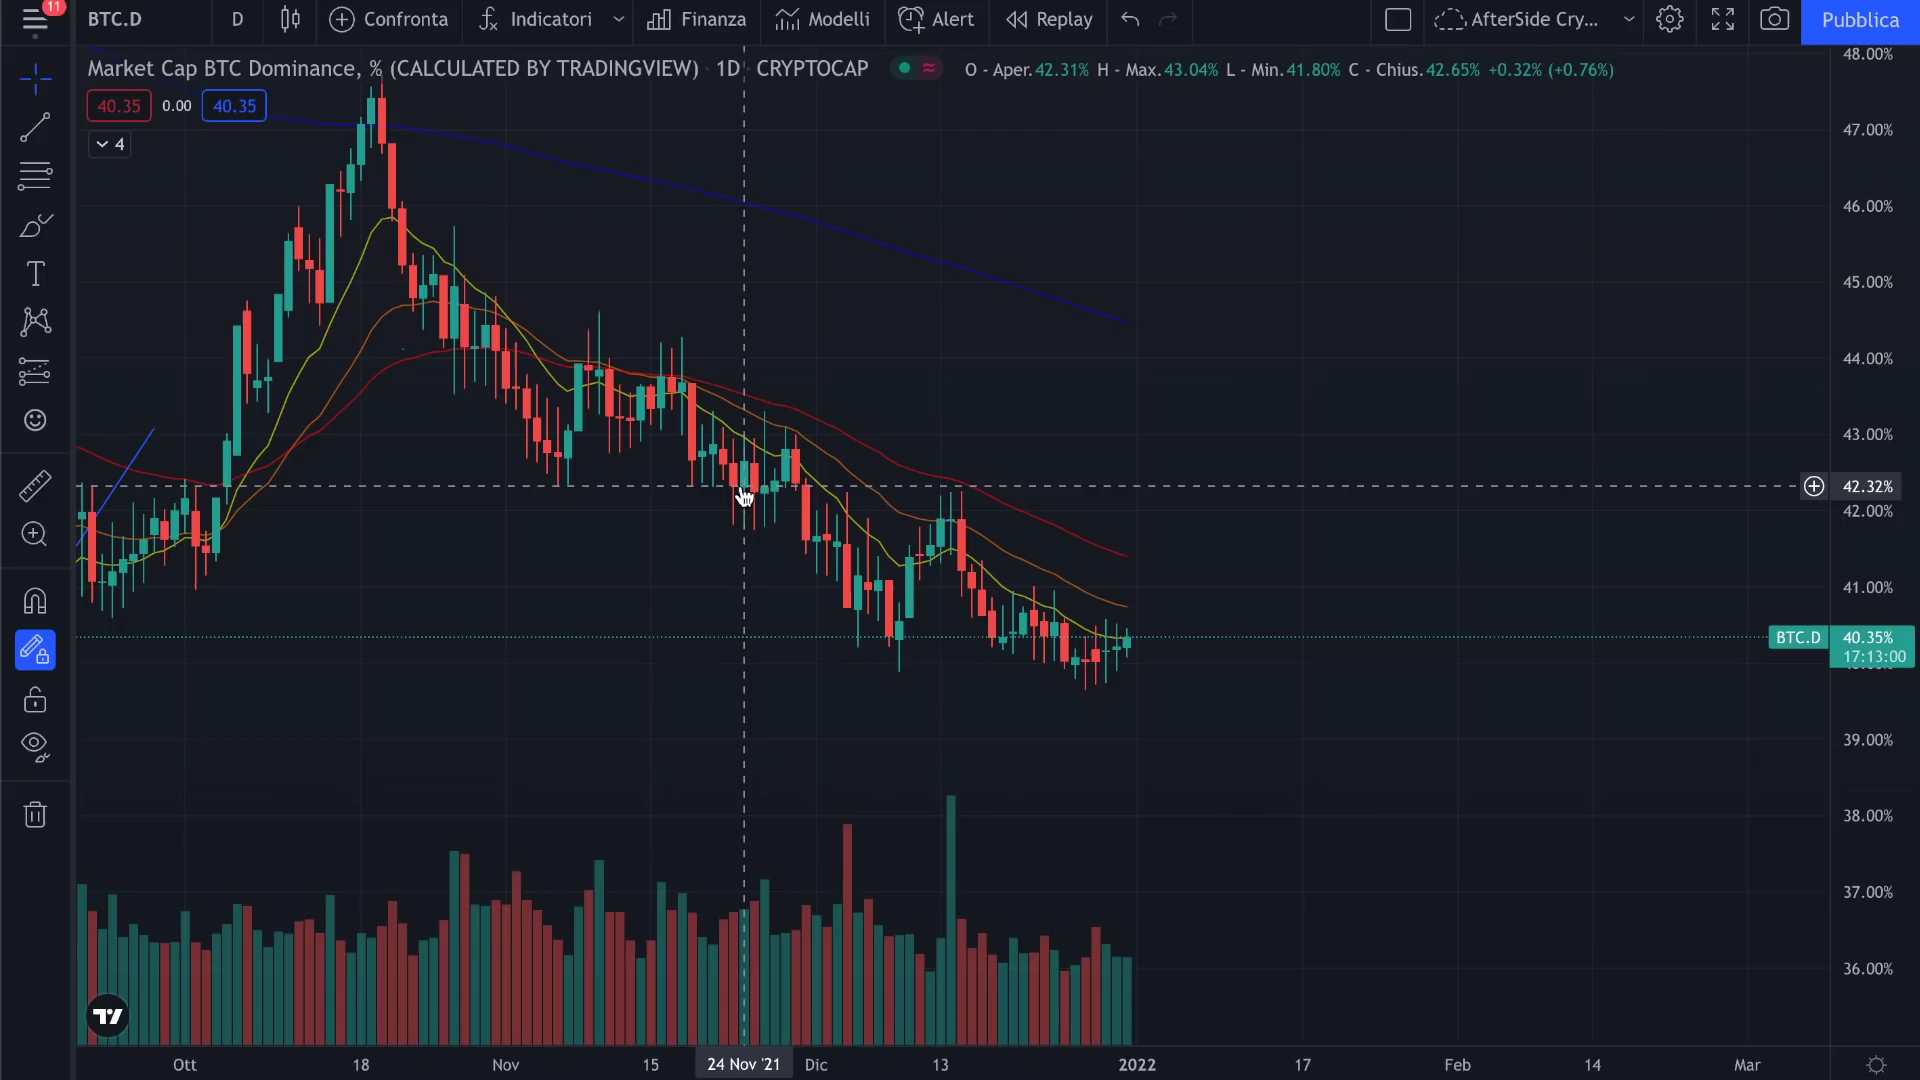 11
BTC.D
D
Confronta
Indicatori
Finanza
Modelli
Alert
Replay
AfterSide Cry...
Pubblica
Market Cap BTC Dominance, % (CALCULATED BY TRADINGVIEW) · 1D · CRYPTOCAP
O - Aper.42.31% H - Max.43.04% L - Min.41.80% C - Chius.42.65% +0.32% (+0.76%)
40.35 0.00 40.35
4
48.00%
47.00%
46.00%
45.00%
44.00%
43.00%
42.32%
42.00%
41.00%
BTC.D 40.35%
17:13:00
39.00%
38.00%
37.00%
36.00%
Ott 18 Nov 15 24 Nov '21 Dic 13 2022 17 Feb 14 Mar